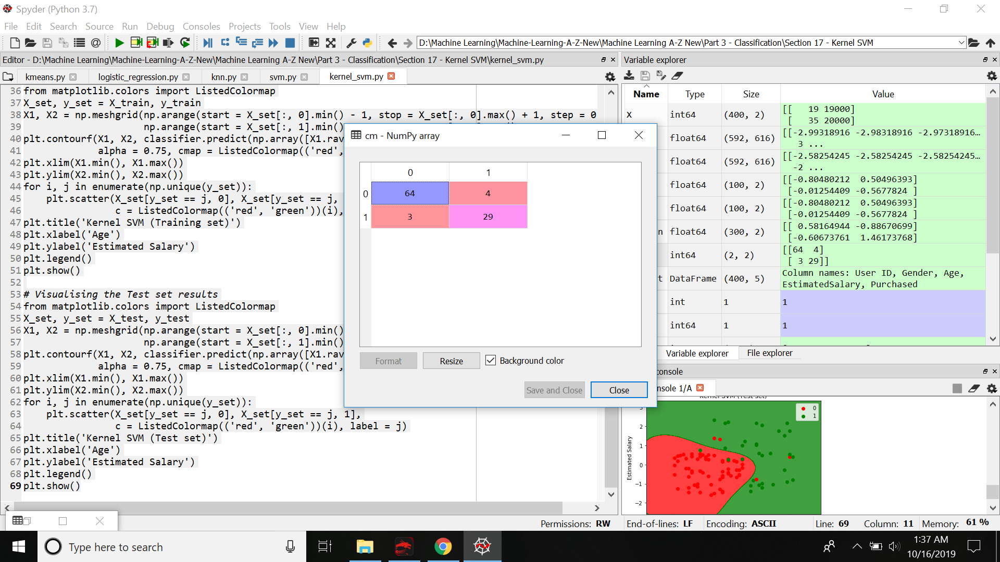 Spyder (Python 3.7)
File Edit Search Source Run Debug Consoles Projects Tools View Help
D:\Machine Learning\Machine-Learning-A-Z-New\Machine Learning A-Z New\Part 3 - Classification\Section 17 - Kernel SVM
Editor - D:\Machine Learning\Machine-Learning-A-Z-New\Machine Learning A-Z New\Part 3 - Classification\Section 17 - Kernel SVM\kernel_svm.py
kmeans.py logistic_regression.py knn.py svm.py kernel_svm.py
36 from matplotlib.colors import ListedColormap
37 X_set, y_set = X_train, y_train
38 X1, X2 = np.meshgrid(np.arange(start = X_set[:, 0].min() - 1, stop = X_set[:, 0].max() + 1, step = 0
39 np.arange(start = X_set[:, 1].min()
40 plt.contourf(X1, X2, classifier.predict(np.array([X1.rav
41 alpha = 0.75, cmap = ListedColormap(('red',
42 plt.xlim(X1.min(), X1.max())
43 plt.ylim(X2.min(), X2.max())
44 for i, j in enumerate(np.unique(y_set)):
45 plt.scatter(X_set[y_set == j, 0], X_set[y_set == j,
46 c = ListedColormap(('red', 'green'))(i),
47 plt.title('Kernel SVM (Training set)')
48 plt.xlabel('Age')
49 plt.ylabel('Estimated Salary')
50 plt.legend()
51 plt.show()
52
53 # Visualising the Test set results
54 from matplotlib.colors import ListedColormap
55 X_set, y_set = X_test, y_test
56 X1, X2 = np.meshgrid(np.arange(start = X_set[:, 0].min()
57 np.arange(start = X_set[:, 1].min()
58 plt.contourf(X1, X2, classifier.predict(np.array([X1.rav
59 alpha = 0.75, cmap = ListedColormap(('red',
60 plt.xlim(X1.min(), X1.max())
61 plt.ylim(X2.min(), X2.max())
62 for i, j in enumerate(np.unique(y_set)):
63 plt.scatter(X_set[y_set == j, 0], X_set[y_set == j, 1],
64 c = ListedColormap(('red', 'green'))(i), label = j)
65 plt.title('Kernel SVM (Test set)')
66 plt.xlabel('Age')
67 plt.ylabel('Estimated Salary')
68 plt.legend()
69 plt.show()
cm - NumPy array
0 1
0 64 4
1 3 29
Format Resize Background color
Save and Close Close
Variable explorer
Name Type Size Value
X int64 (400, 2) [[ 19 19000]
[ 35 20000]
float64 (592, 616) [[-2.99318916 -2.98318916 -2.97318916…
3 ...
float64 (592, 616) [[-2.58254245 -2.58254245 -2.58254245…
-2 ...
float64 (100, 2) [[-0.80480212 0.50496393]
[-0.01254409 -0.5677824 ]
float64 (100, 2) [[-0.80480212 0.50496393]
[-0.01254409 -0.5677824 ]
n float64 (300, 2) [[ 0.58164944 -0.88670699]
[-0.60673761 1.46173768]
int64 (2, 2) [[64 4]
[ 3 29]]
t DataFrame (400, 5) Column names: User ID, Gender, Age,
EstimatedSalary, Purchased
int 1 1
int64 1 1
Variable explorer File explorer
console
nsole 1/A
Kernel SVM (Test set)
0
1
3
2
1
0
−1
−2
Estimated Salary
Permissions: RW End-of-lines: LF Encoding: ASCII Line: 69 Column: 11 Memory: 61 %
Type here to search
1:37 AM
10/16/2019